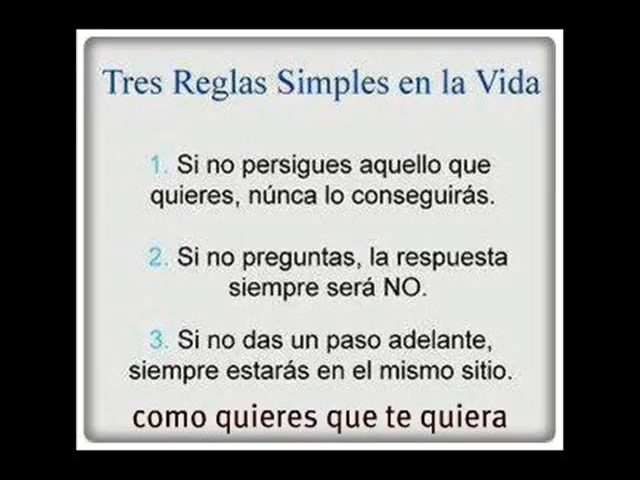 Tres Reglas Simples en la Vida
1. Si no persigues aquello que
quieres, núnca lo conseguirás.
2. Si no preguntas, la respuesta
siempre será NO.
3. Si no das un paso adelante,
siempre estarás en el mismo sitio.
como quieres que te quiera